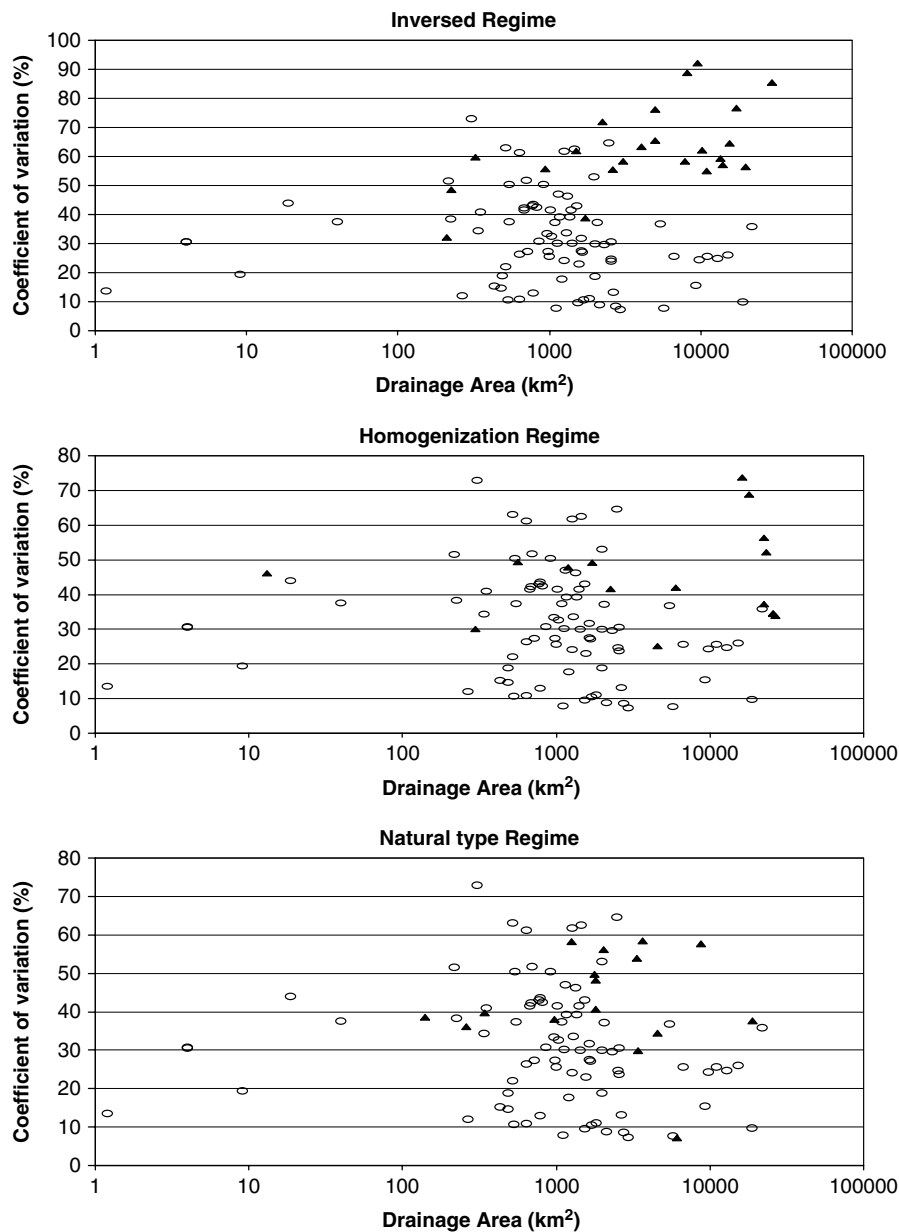 Inversed Regime
Coefficient of variation (%)
100
90
80
70
60
50
40
30
20
10
0
1 10 100 1000 10000 100000
Drainage Area (km²)
Homogenization Regime
Coefficient of variation (%)
80
70
60
50
40
30
20
10
0
1 10 100 1000 10000 100000
Drainage Area (km²)
Natural type Regime
Coefficient of variation (%)
80
70
60
50
40
30
20
10
0
1 10 100 1000 10000 100000
Drainage Area (km²)